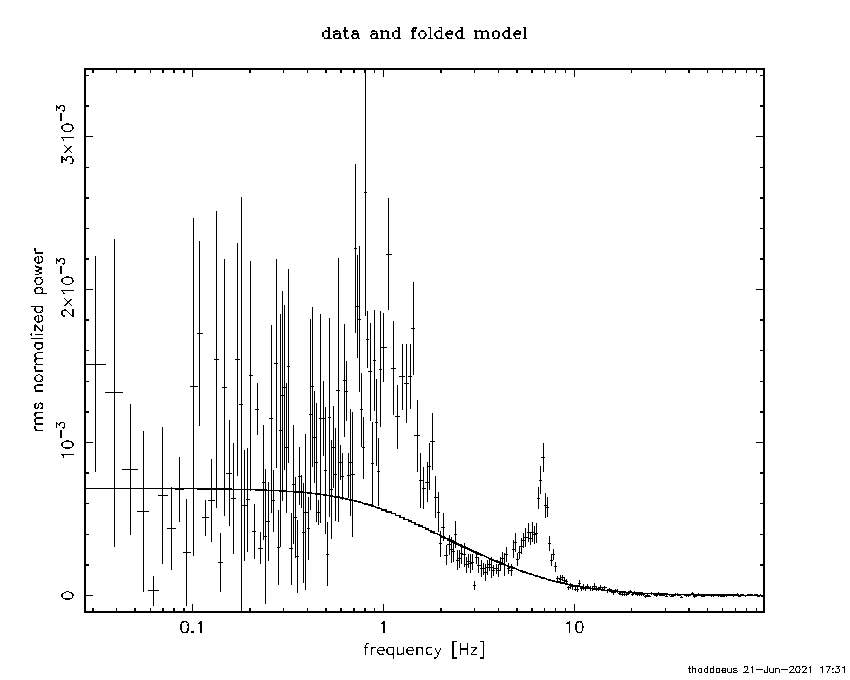 data and folded model
3×10⁻³
2×10⁻³
10⁻³
0
rms normalized power
0.1 1 10
frequency [Hz]
thaddaeus 21-Jun-2021 17:31